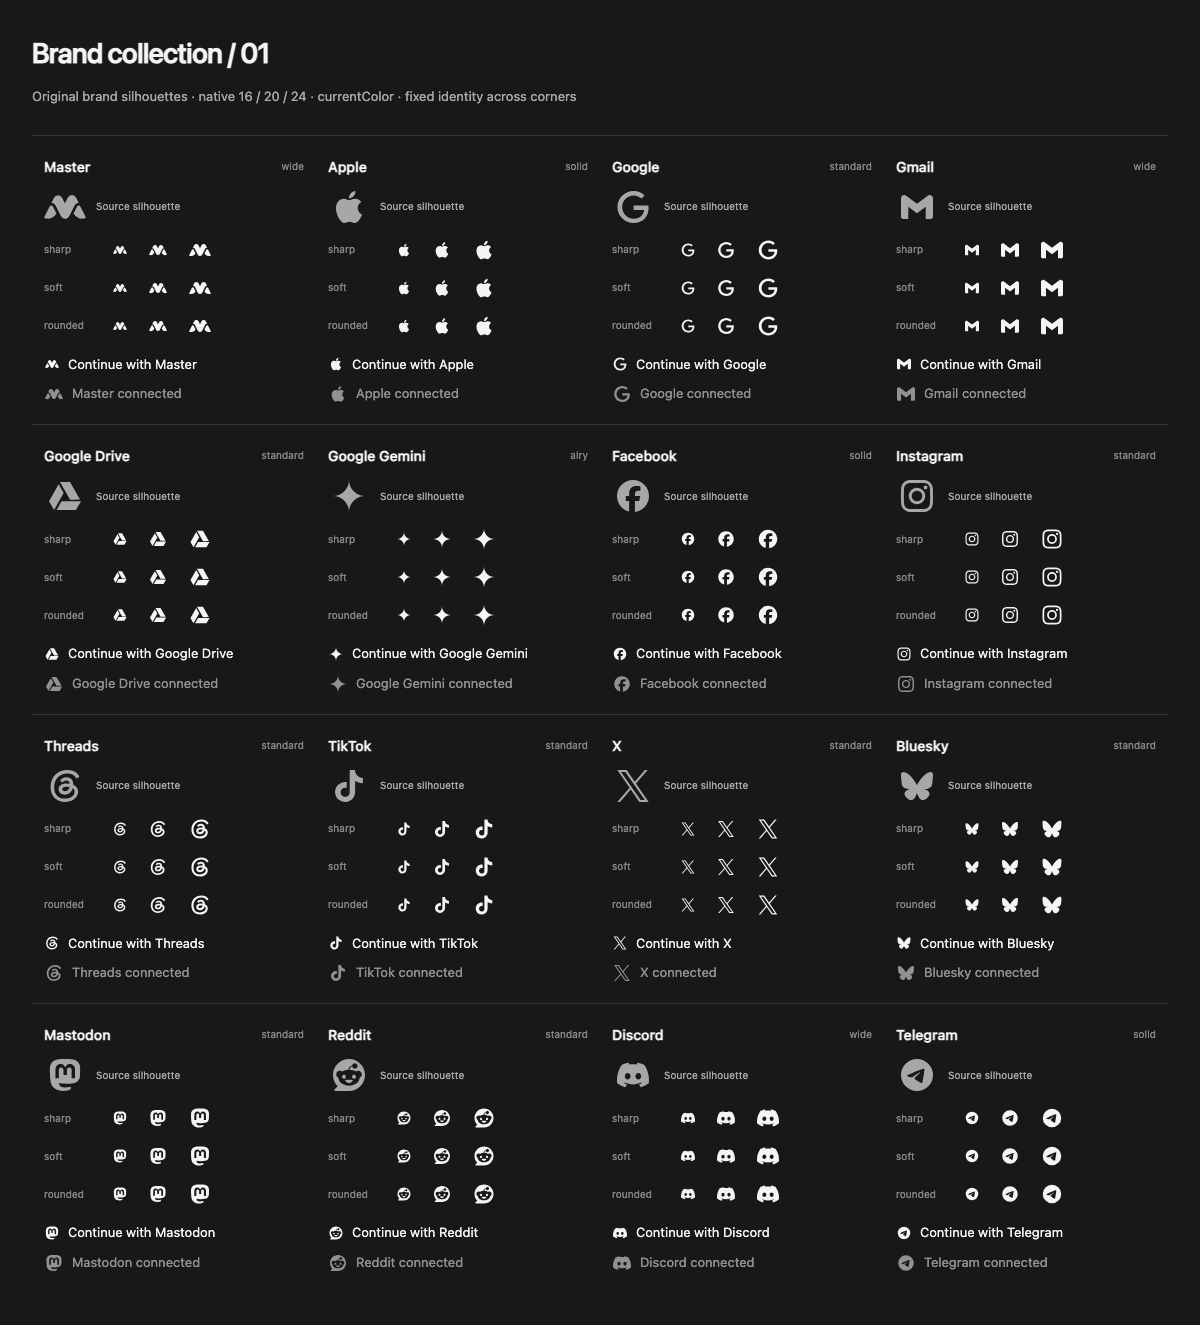 Brand collection / 01
Original brand silhouettes · native 16 / 20 / 24 · currentColor · fixed identity across corners
Master wide
Source silhouette
sharp
soft
rounded
Continue with Master
Master connected
Apple solid
Source silhouette
sharp
soft
rounded
Continue with Apple
Apple connected
Google standard
Source silhouette
sharp
soft
rounded
Continue with Google
Google connected
Gmail wide
Source silhouette
sharp
soft
rounded
Continue with Gmail
Gmail connected
Google Drive standard
Source silhouette
sharp
soft
rounded
Continue with Google Drive
Google Drive connected
Google Gemini airy
Source silhouette
sharp
soft
rounded
Continue with Google Gemini
Google Gemini connected
Facebook solid
Source silhouette
sharp
soft
rounded
Continue with Facebook
Facebook connected
Instagram standard
Source silhouette
sharp
soft
rounded
Continue with Instagram
Instagram connected
Threads standard
Source silhouette
sharp
soft
rounded
Continue with Threads
Threads connected
TikTok standard
Source silhouette
sharp
soft
rounded
Continue with TikTok
TikTok connected
X standard
Source silhouette
sharp
soft
rounded
Continue with X
X connected
Bluesky standard
Source silhouette
sharp
soft
rounded
Continue with Bluesky
Bluesky connected
Mastodon standard
Source silhouette
sharp
soft
rounded
Continue with Mastodon
Mastodon connected
Reddit standard
Source silhouette
sharp
soft
rounded
Continue with Reddit
Reddit connected
Discord wide
Source silhouette
sharp
soft
rounded
Continue with Discord
Discord connected
Telegram solid
Source silhouette
sharp
soft
rounded
Continue with Telegram
Telegram connected